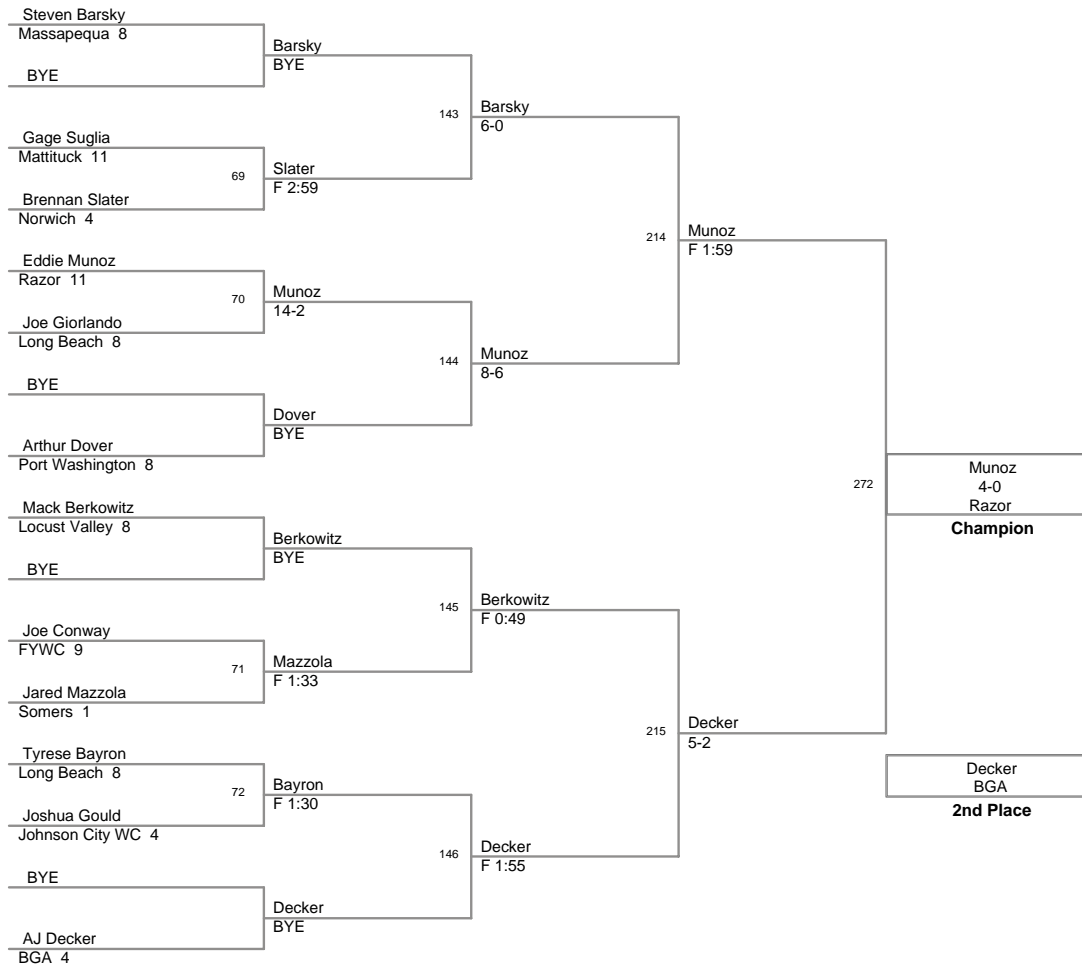 Steven Barsky
Massapequa 8
BYE
Gage Suglia
Mattituck 11
Brennan Slater
Norwich 4
Eddie Munoz
Razor 11
Joe Giorlando
Long Beach 8
BYE
Arthur Dover
Port Washington 8
Mack Berkowitz
Locust Valley 8
BYE
Joe Conway
FYWC 9
Jared Mazzola
Somers 1
Tyrese Bayron
Long Beach 8
Joshua Gould
Johnson City WC 4
BYE
AJ Decker
BGA 4
Barsky
BYE
69
Slater
F 2:59
70
Munoz
14-2
Dover
BYE
Berkowitz
BYE
71
Mazzola
F 1:33
72
Bayron
F 1:30
Decker
BYE
143
Barsky
6-0
144
Munoz
8-6
145
Berkowitz
F 0:49
146
Decker
F 1:55
214
Munoz
F 1:59
215
Decker
5-2
272
Munoz
4-0
Razor
Champion
Decker
BGA
2nd Place